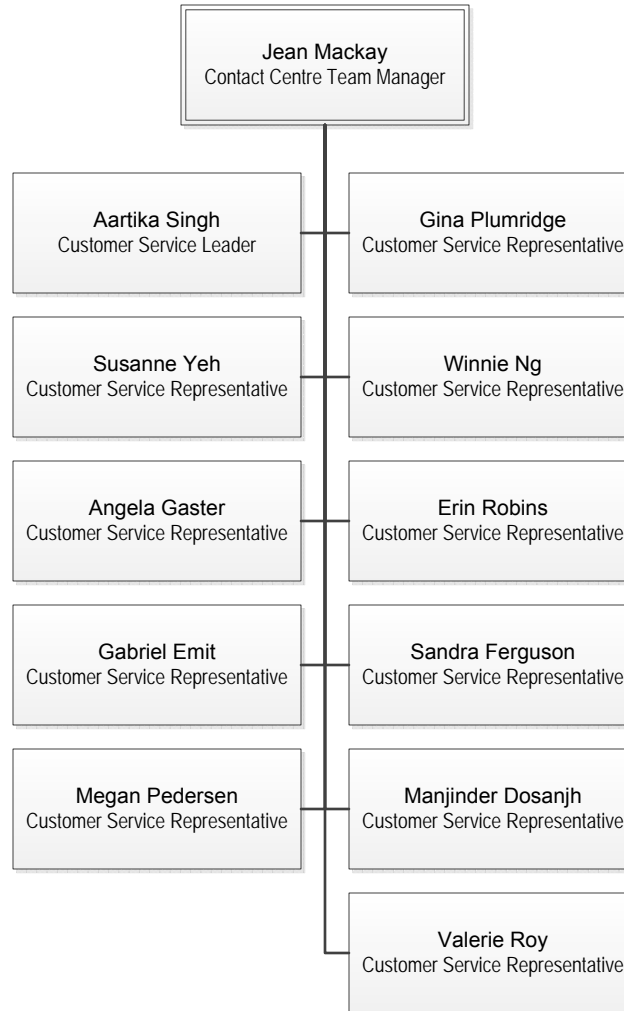 Jean Mackay
Contact Centre Team Manager
Aartika Singh
Customer Service Leader
Gina Plumridge
Customer Service Representative
Susanne Yeh
Customer Service Representative
Winnie Ng
Customer Service Representative
Angela Gaster
Customer Service Representative
Erin Robins
Customer Service Representative
Gabriel Emit
Customer Service Representative
Sandra Ferguson
Customer Service Representative
Megan Pedersen
Customer Service Representative
Manjinder Dosanjh
Customer Service Representative
Valerie Roy
Customer Service Representative